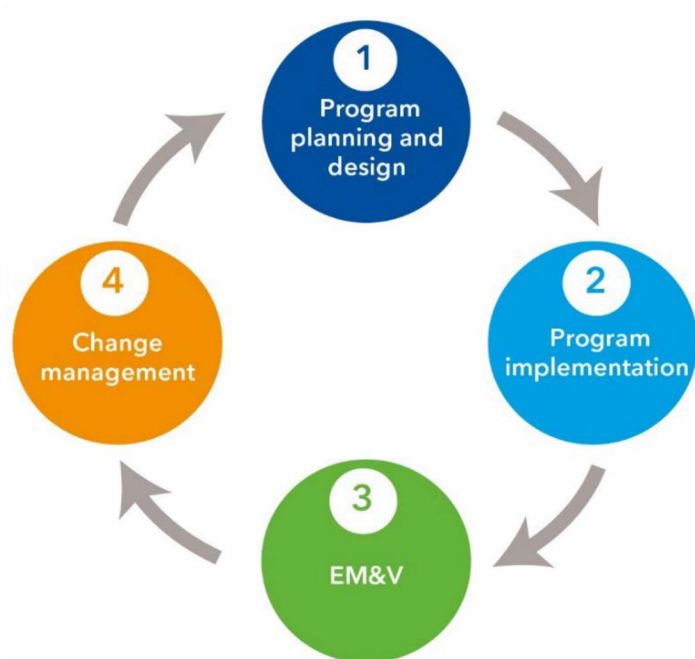 1
Program
planning and
design
2
Program
implementation
3
EM&V
4
Change
management